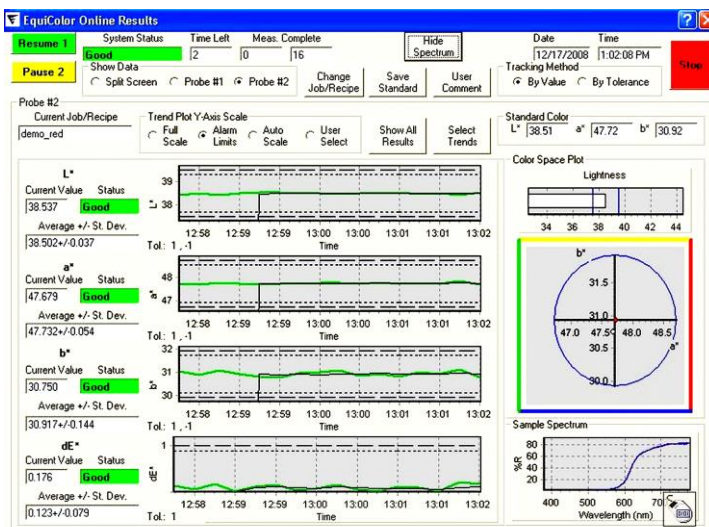 EquiColor Online Results
Resume 1
System Status
Time Left
Meas. Complete
Hide Spectrum
Date
Time
Good
2
0
16
12/17/2008
1:02:08 PM
Stop
Pause 2
Show Data
Split Screen
Probe #1
Probe #2
Change Job/Recipe
Save Standard
User Comment
Tracking Method
By Value
By Tolerance
Probe #2
Current Job/Recipe
demo_red
Trend Plot Y-Axis Scale
Full Scale
Alarm Limits
Auto Scale
User Select
Show All Results
Select Trends
Standard Color
L* 38.51 a* 47.72 b* 30.92
L*
Current Value Status
38.537 Good
Average +/- St. Dev.
38.502+/-0.037
39
38
L*
12:58 12:59 12:59 13:00 13:00 13:01 13:01 13:02
Tol.: 1 , -1 Time
a*
Current Value Status
47.679 Good
Average +/- St. Dev.
47.732+/-0.054
48
47
a*
12:58 12:59 12:59 13:00 13:00 13:01 13:01 13:02
Tol.: 1 ,-1 Time
b*
Current Value Status
30.750 Good
Average +/- St. Dev.
30.917+/-0.144
32
31
30
b*
12:58 12:59 12:59 13:00 13:00 13:01 13:01 13:02
Tol.: 1 ,-1 Time
dE*
Current Value Status
0.176 Good
Average +/- St. Dev.
0.123+/-0.079
1
dE*
12:58 12:59 12:59 13:00 13:00 13:01 13:01 13:02
Tol.: 1 Time
Color Space Plot
Lightness
34 36 38 40 42 44
b*
31.5
31.0
47.0 47.5 48.0 48.5
a*
30.5
30.0
Sample Spectrum
80
60
40
20
%R
400 500 600 700
Wavelength (nm)